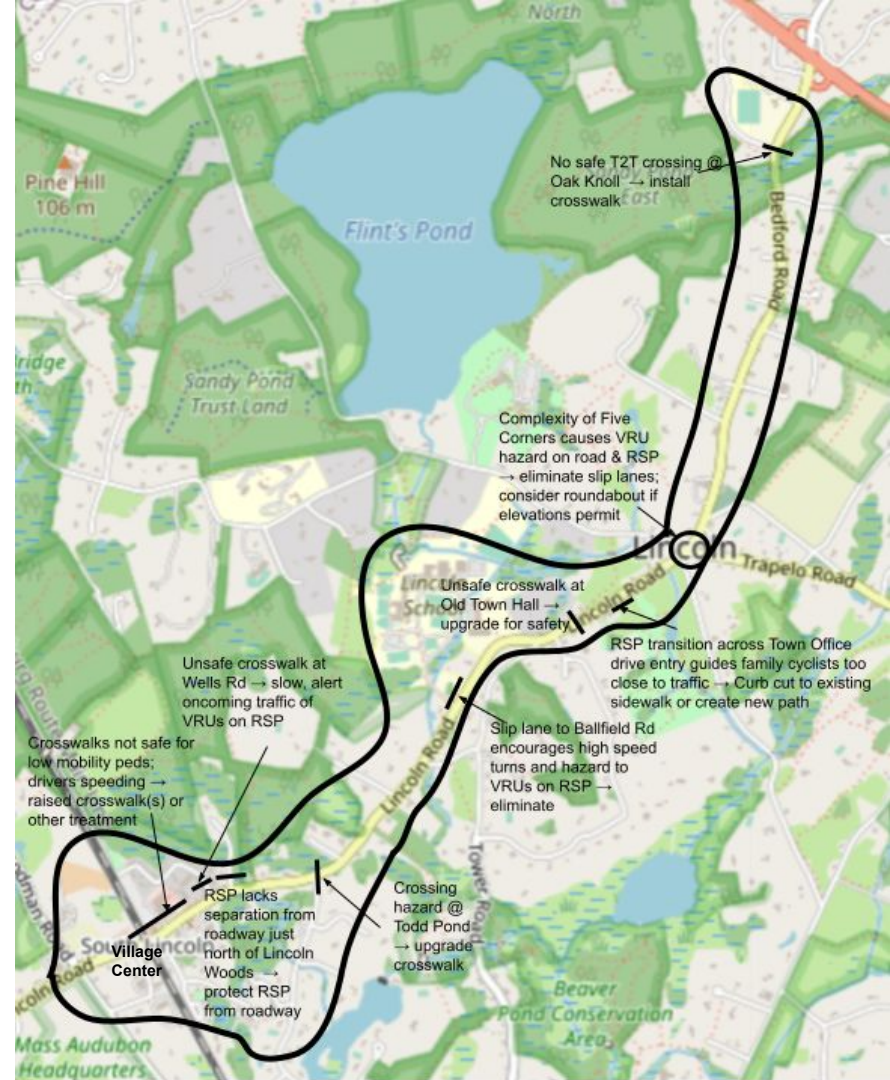 North
Pine Hill
106 m
Flint's Pond
No safe T2T crossing @
Oak Knoll → install
crosswalk
East
Bedford Road
Sandy Pond
Trust Land
Complexity of Five
Corners causes VRU
hazard on road & RSP
→ eliminate slip lanes;
consider roundabout if
elevations permit
Lincoln
Trapelo Road
Unsafe crosswalk at
Old Town Hall →
upgrade for safety
Lincoln Road
RSP transition across Town Office
drive entry guides family cyclists too
close to traffic → Curb cut to existing
sidewalk or create new path
Unsafe crosswalk at
Wells Rd → slow, alert
oncoming traffic of
VRUs on RSP
Slip lane to Ballfield Rd
encourages high speed
turns and hazard to
VRUs on RSP →
eliminate
Crosswalks not safe for
low mobility peds;
drivers speeding →
raised crosswalk(s) or
other treatment
Lincoln Road
Tower Road
RSP lacks
separation from
roadway just
north of Lincoln
Woods →
protect RSP
from roadway
Crossing
hazard @
Todd Pond
→ upgrade
crosswalk
Village
Center
Beaver
Pond Conservation
Area
Mass Audubon
Headquarters